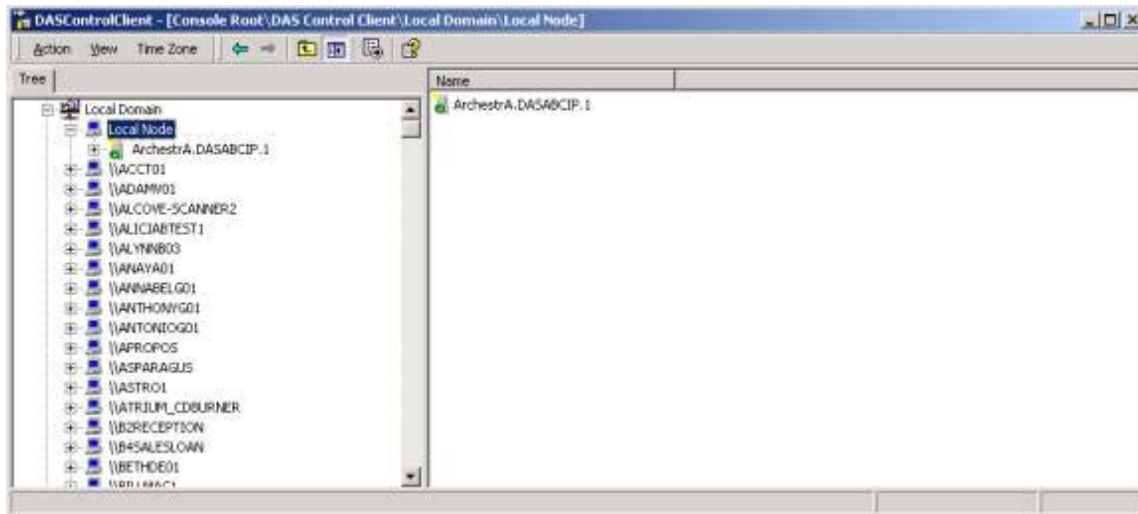 DASControlClient - [Console Root\DAS Control Client\Local Domain\Local Node]
Action View Time Zone
Tree
Name
Local Domain
Local Node
ArchestrA.DASABCIP.1
\\ACCT01
\\ADAMV01
\\ALCOVE-SCANNER2
\\ALICIABTEST1
\\ALYNNB03
\\ANAYA01
\\ANNABELG01
\\ANTHONYG01
\\ANTONIOG01
\\APROPOS
\\ASPARAGUS
\\ASTRO1
\\ATRIUM_CDBURNER
\\B2RECEPTION
\\B4SALESLOAN
\\BETHDE01
ArchestrA.DASABCIP.1